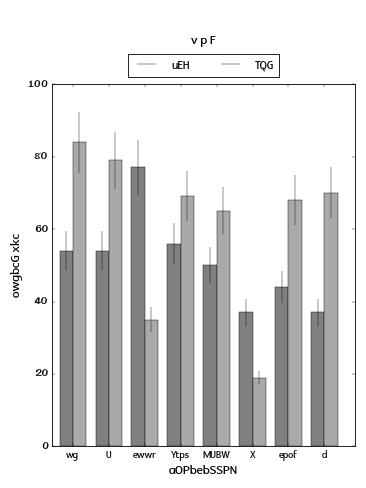 v p F
uEH TQG
100
80
60
40
20
0
owgbcG xkc
wg U ewwr Ytps MUBW X epof d
aOPbebSSPN